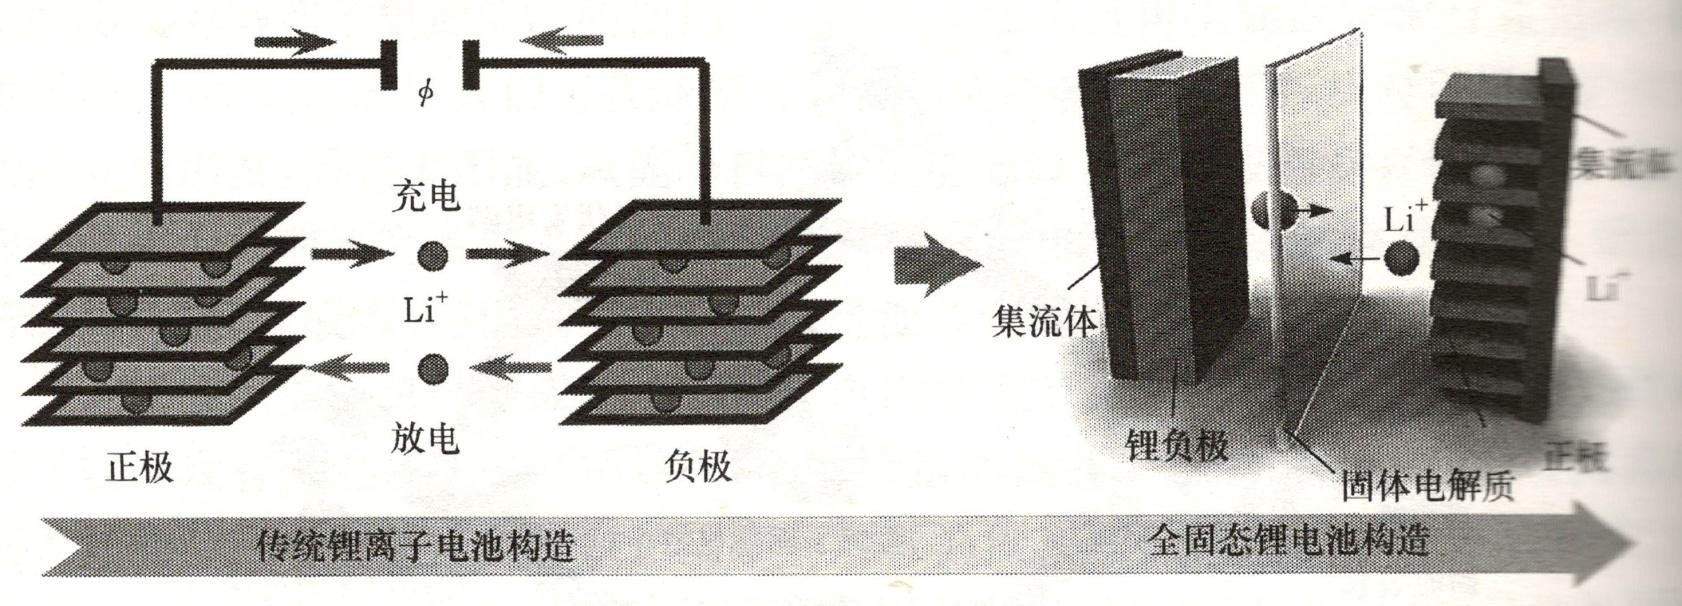 ϕ
充电
Li⁺
放电
正极
负极
集流体
锂负极
固体电解质
Li⁺
集流体
Li⁺
正极
传统锂离子电池构造
全固态锂电池构造